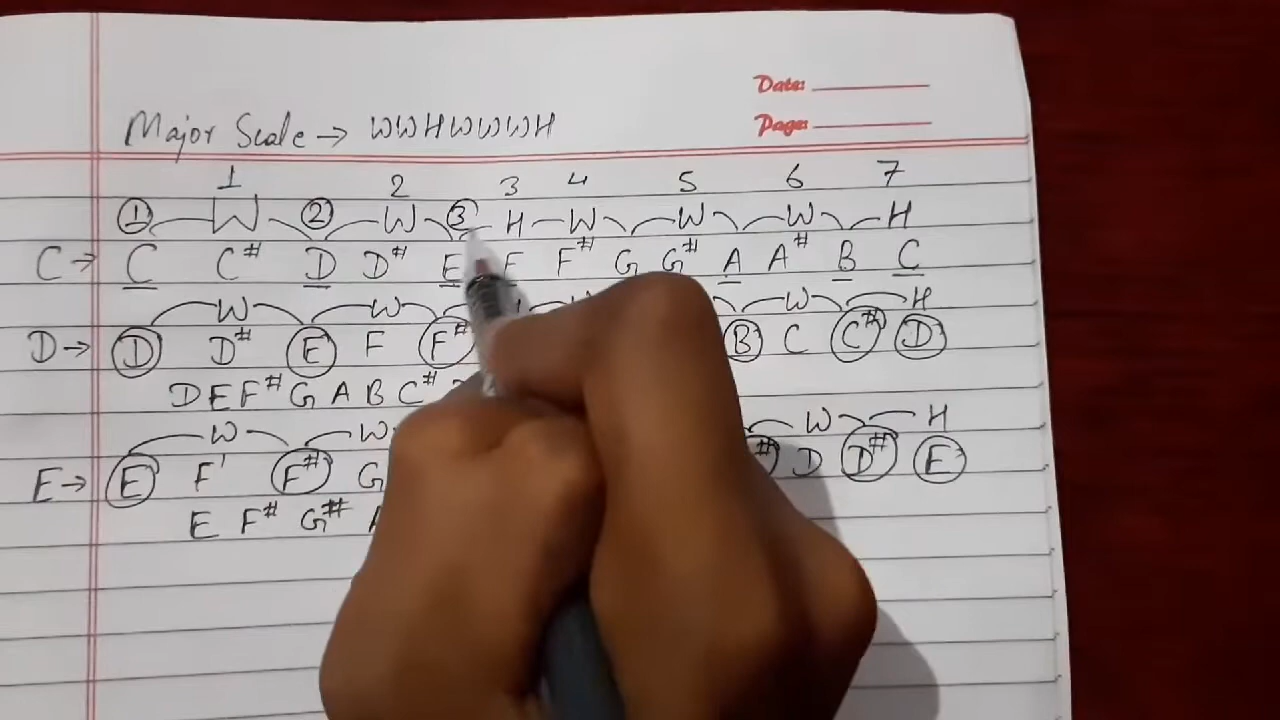 Date:
Page:
Major Scale → WWHWWWH
1 2 3 4 5 6 7
① W ② W ③ H W W W H
C → C C# D D# E F F# G G# A A# B C
W W W H
D → D D# E F F# B C C# D
D E F# G A B C#
W W W H
E → E F F# G D D# E
E F# G#